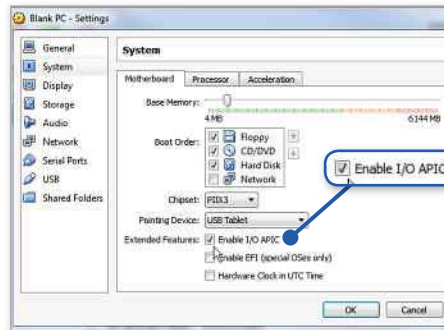 Blank PC - Settings
General
System
Display
Storage
Audio
Network
Serial Ports
USB
Shared Folders
System
Motherboard Processor Acceleration
Base Memory:
4 MB 6144 MB
Boot Order:
Floppy
CD/DVD
Hard Disk
Network
Enable I/O APIC
Chipset: PIIX3
Pointing Device: USB Tablet
Extended Features: Enable I/O APIC
Enable EFI (special OSes only)
Hardware Clock in UTC Time
OK Cancel